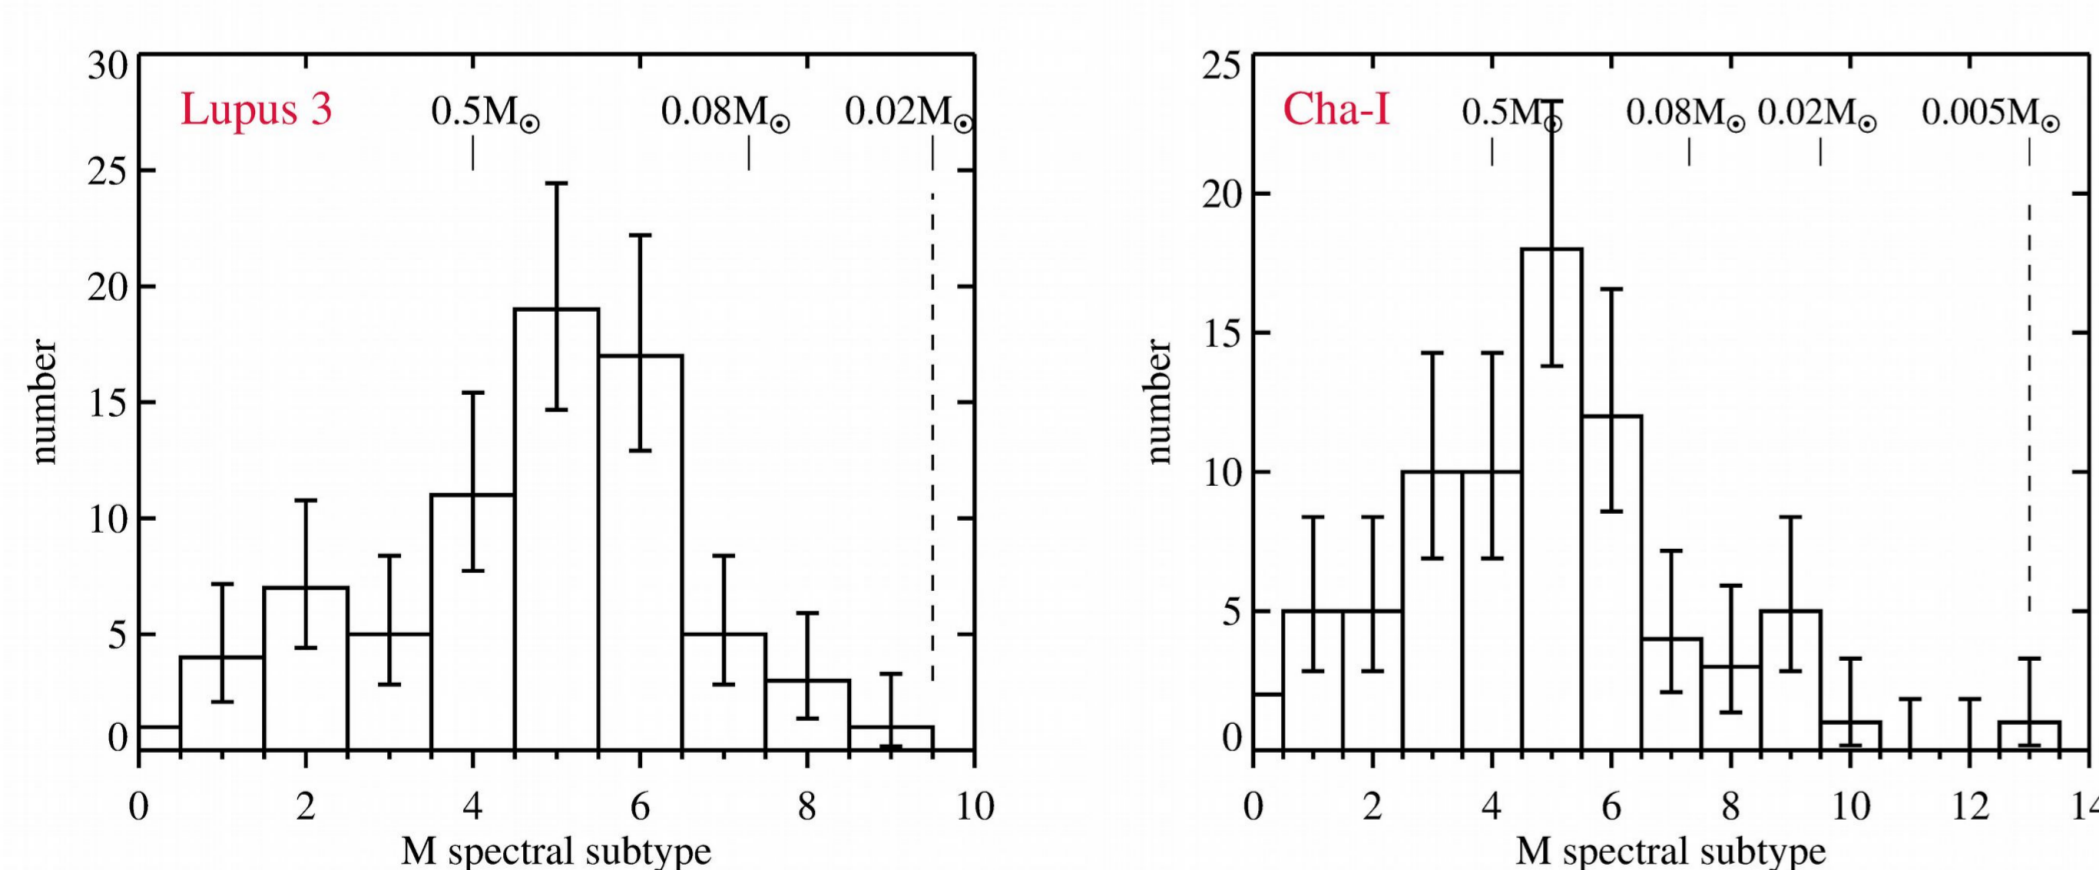 30
Lupus 3
0.5M⊙
0.08M⊙
0.02M⊙
25
20
15
10
5
0
number
0 2 4 6 8 10
M spectral subtype
25
Cha-I
0.5M⊙
0.08M⊙
0.02M⊙
0.005M⊙
20
15
10
5
0
number
0 2 4 6 8 10 12 14
M spectral subtype